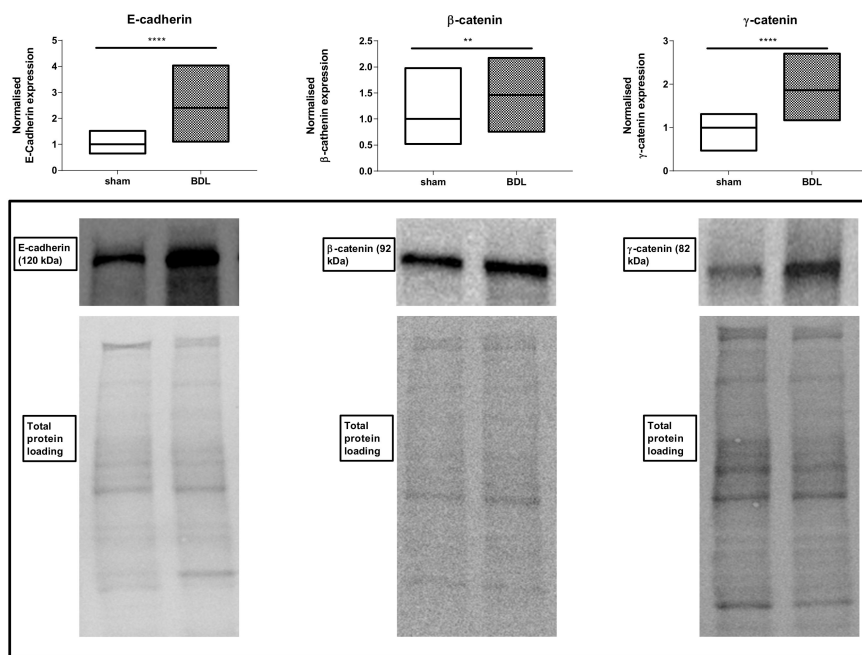 E-cadherin
****
Normalised
E-Cadherin expression
5
4
3
2
1
0
sham
BDL
β-catenin
**
Normalised
β-cathenin expression
2.5
2.0
1.5
1.0
0.5
0.0
sham
BDL
γ-catenin
****
Normalised
γ-catenin expression
3
2
1
0
sham
BDL
E-cadherin
(120 kDa)
β-catenin (92
kDa)
γ-catenin (82
kDa)
Total
protein
loading
Total
protein
loading
Total
protein
loading